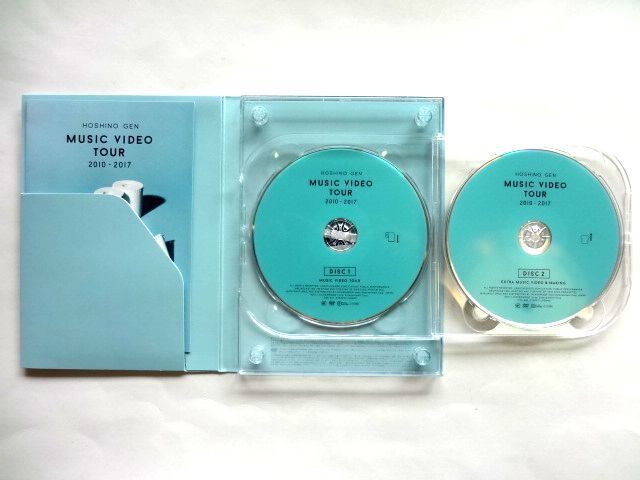 HOSHINO GEN
MUSIC VIDEO
TOUR
2010-2017
HOSHINO GEN
MUSIC VIDEO
TOUR
2010-2017
DISC 1
MUSIC VIDEO TOUR
HOSHINO GEN
MUSIC VIDEO
TOUR
2010-2017
DISC 2
EXTRA MUSIC VIDEO & MAKING